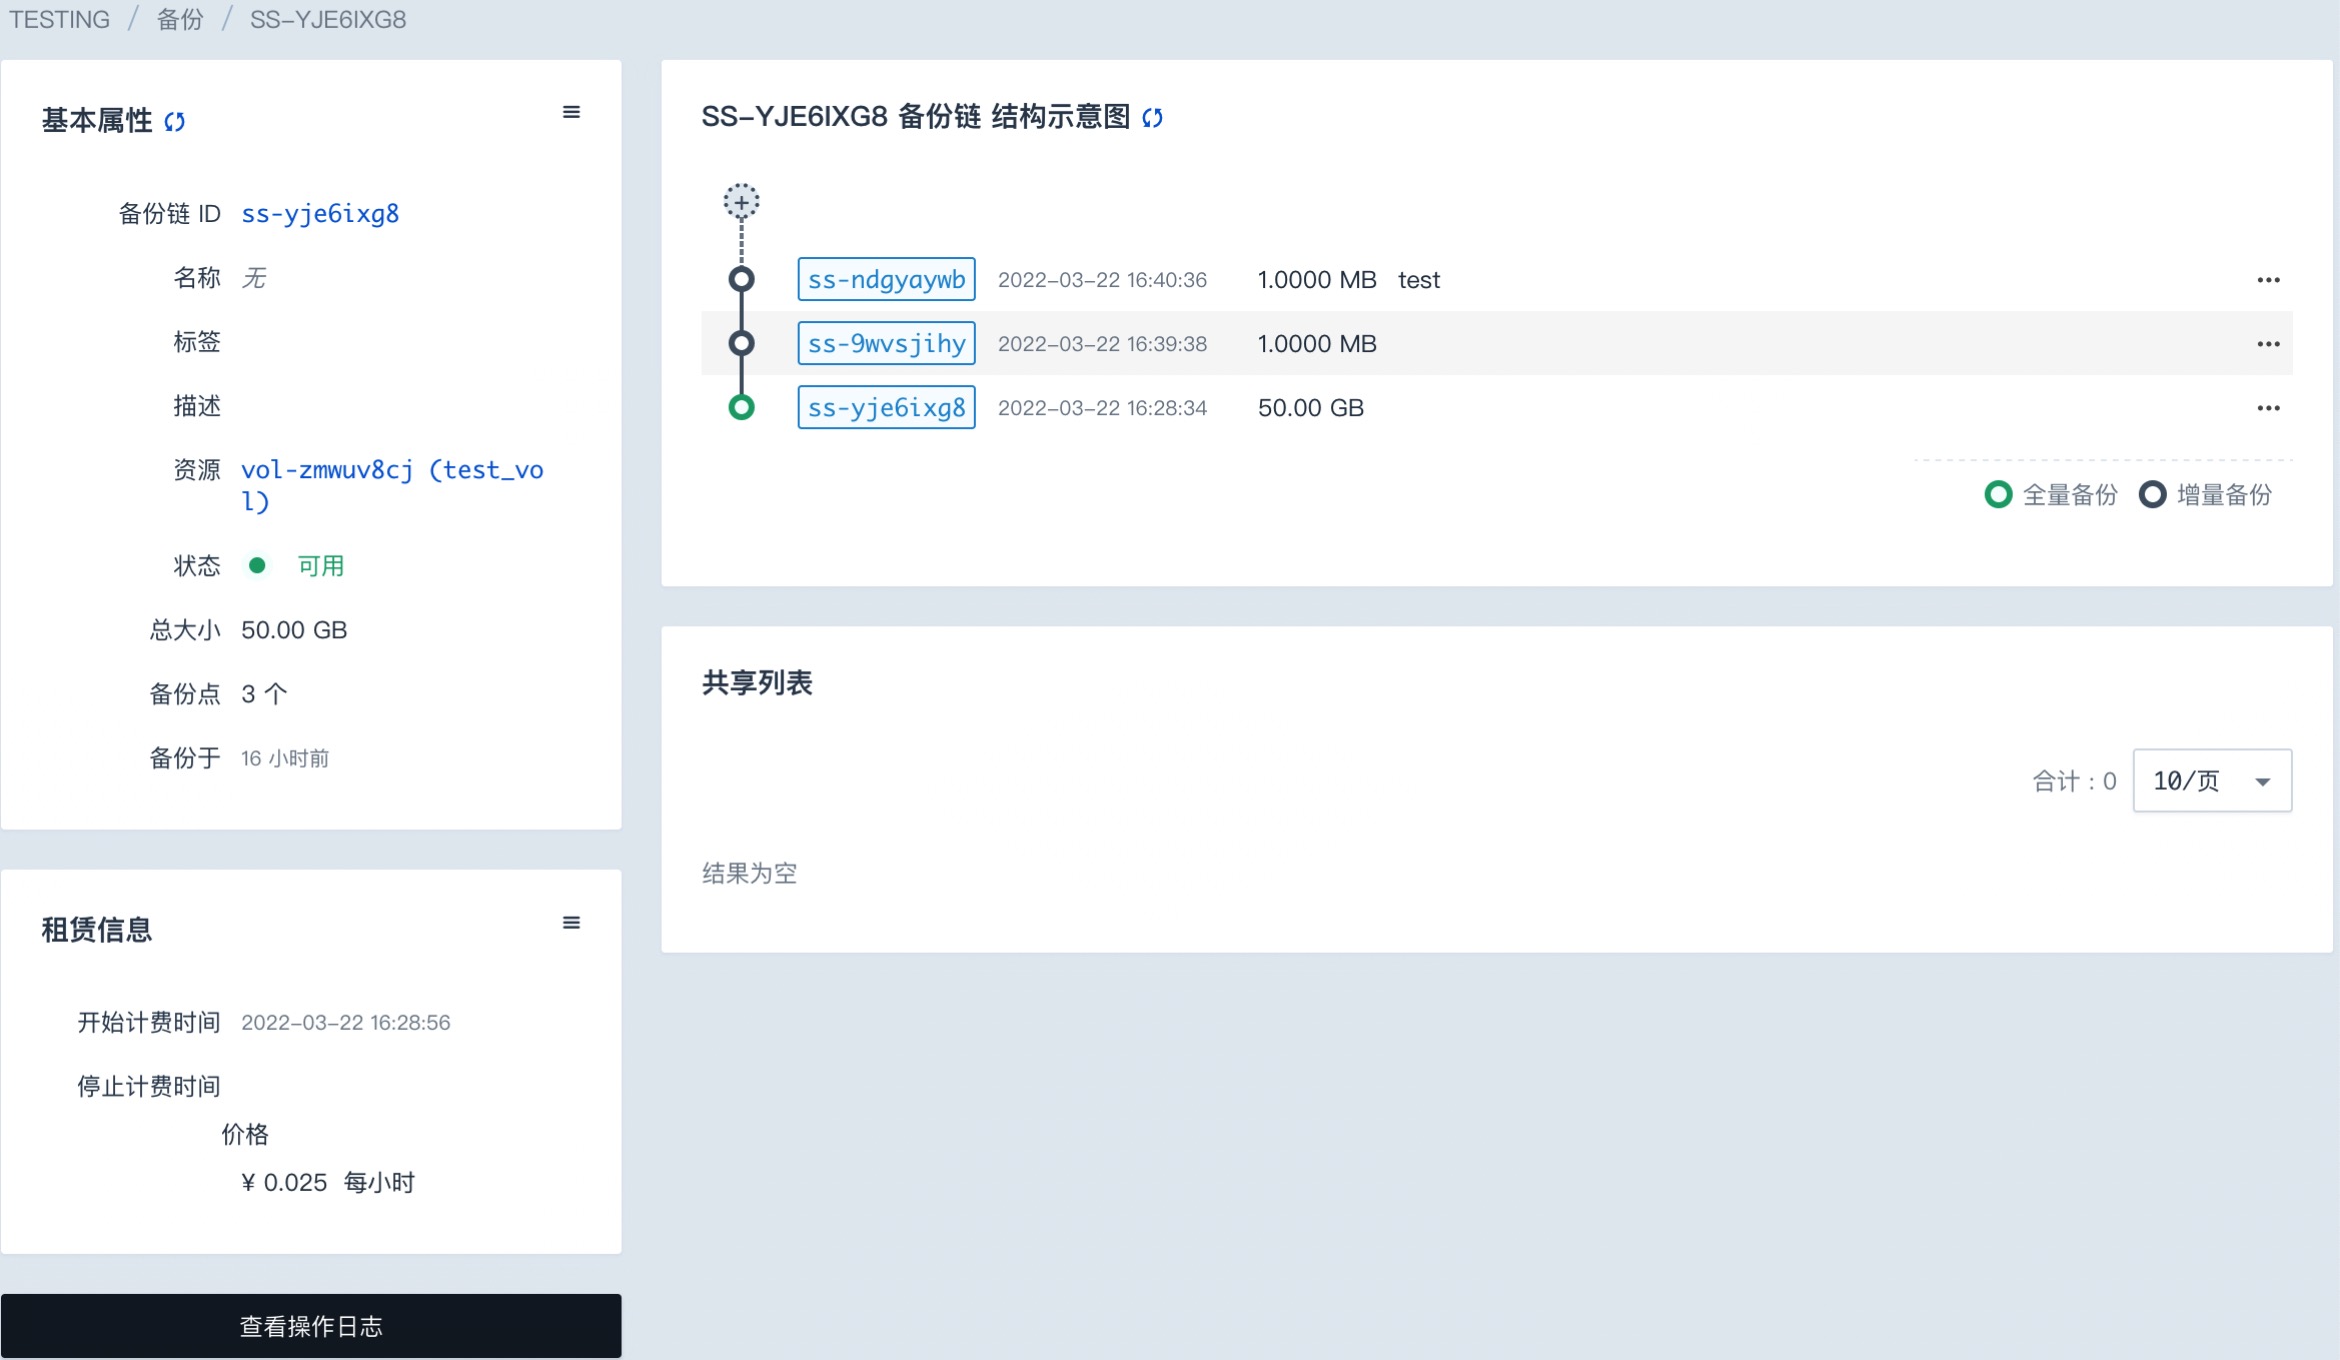 TESTING / 备份 / SS-YJE6IXG8
基本属性
备份链 ID ss-yje6ixg8
名称 无
标签
描述
资源 vol-zmwuv8cj (test_vo
l)
状态 可用
总大小 50.00 GB
备份点 3 个
备份于 16 小时前
租赁信息
开始计费时间 2022-03-22 16:28:56
停止计费时间
价格
¥ 0.025 每小时
查看操作日志
SS-YJE6IXG8 备份链 结构示意图
ss-ndgyaywb 2022-03-22 16:40:36 1.0000 MB test
ss-9wvsjihy 2022-03-22 16:39:38 1.0000 MB
ss-yje6ixg8 2022-03-22 16:28:34 50.00 GB
全量备份 增量备份
共享列表
合计：0 10/页
结果为空